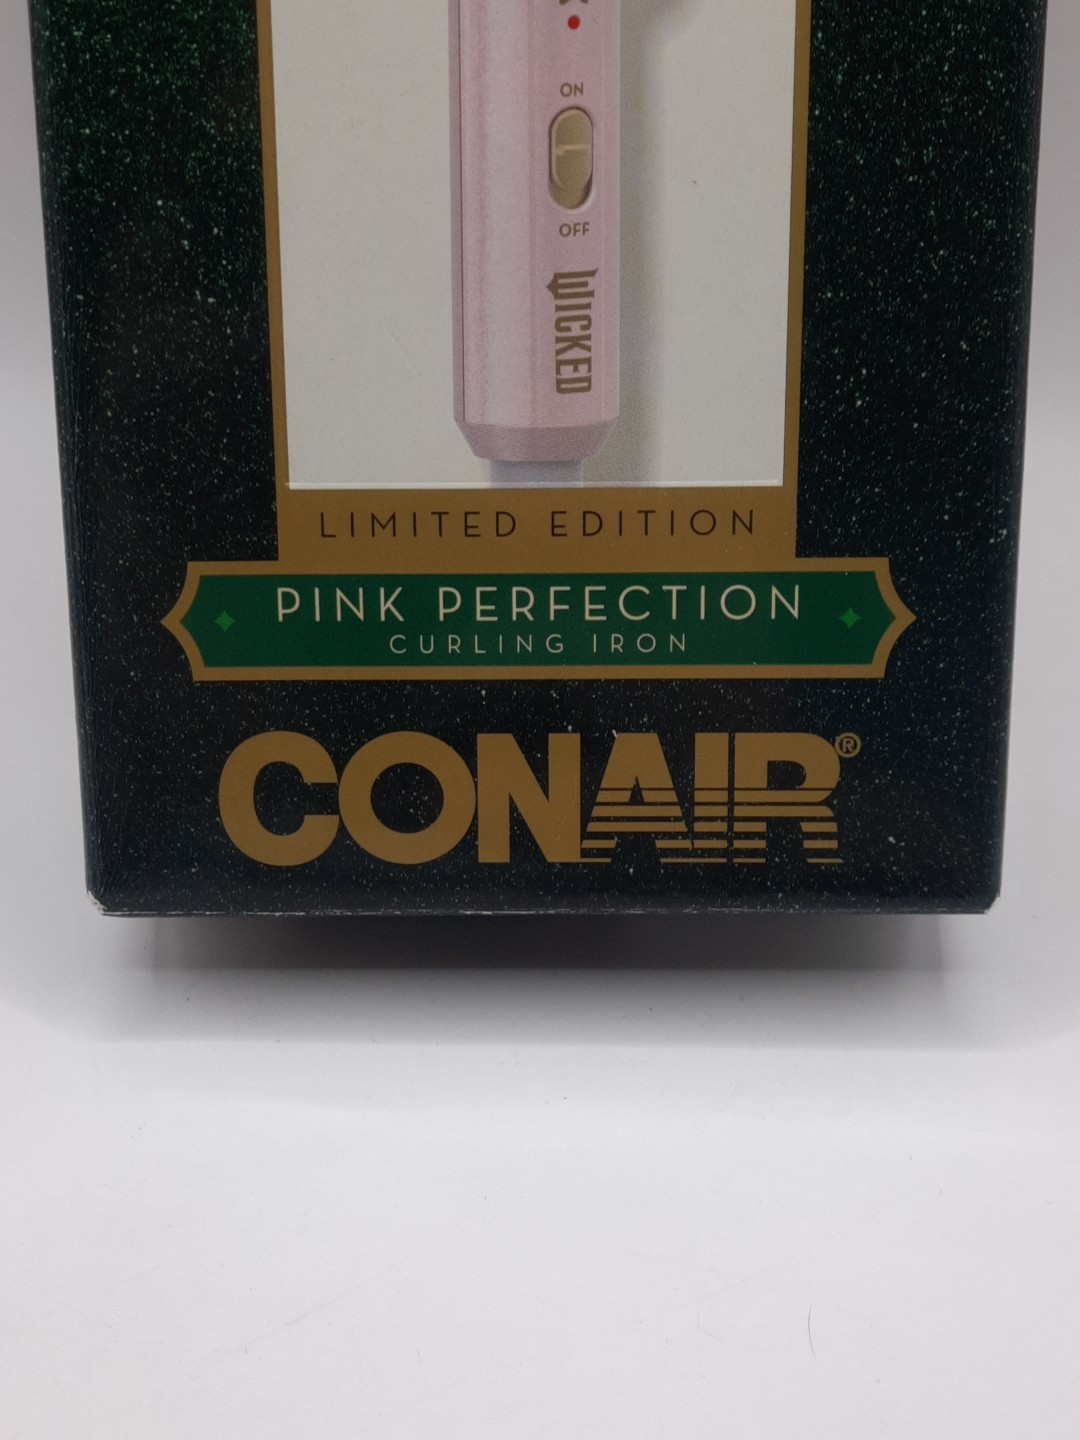 ON
OFF
WICKED
LIMITED EDITION
PINK PERFECTION
CURLING IRON
CONAIR®